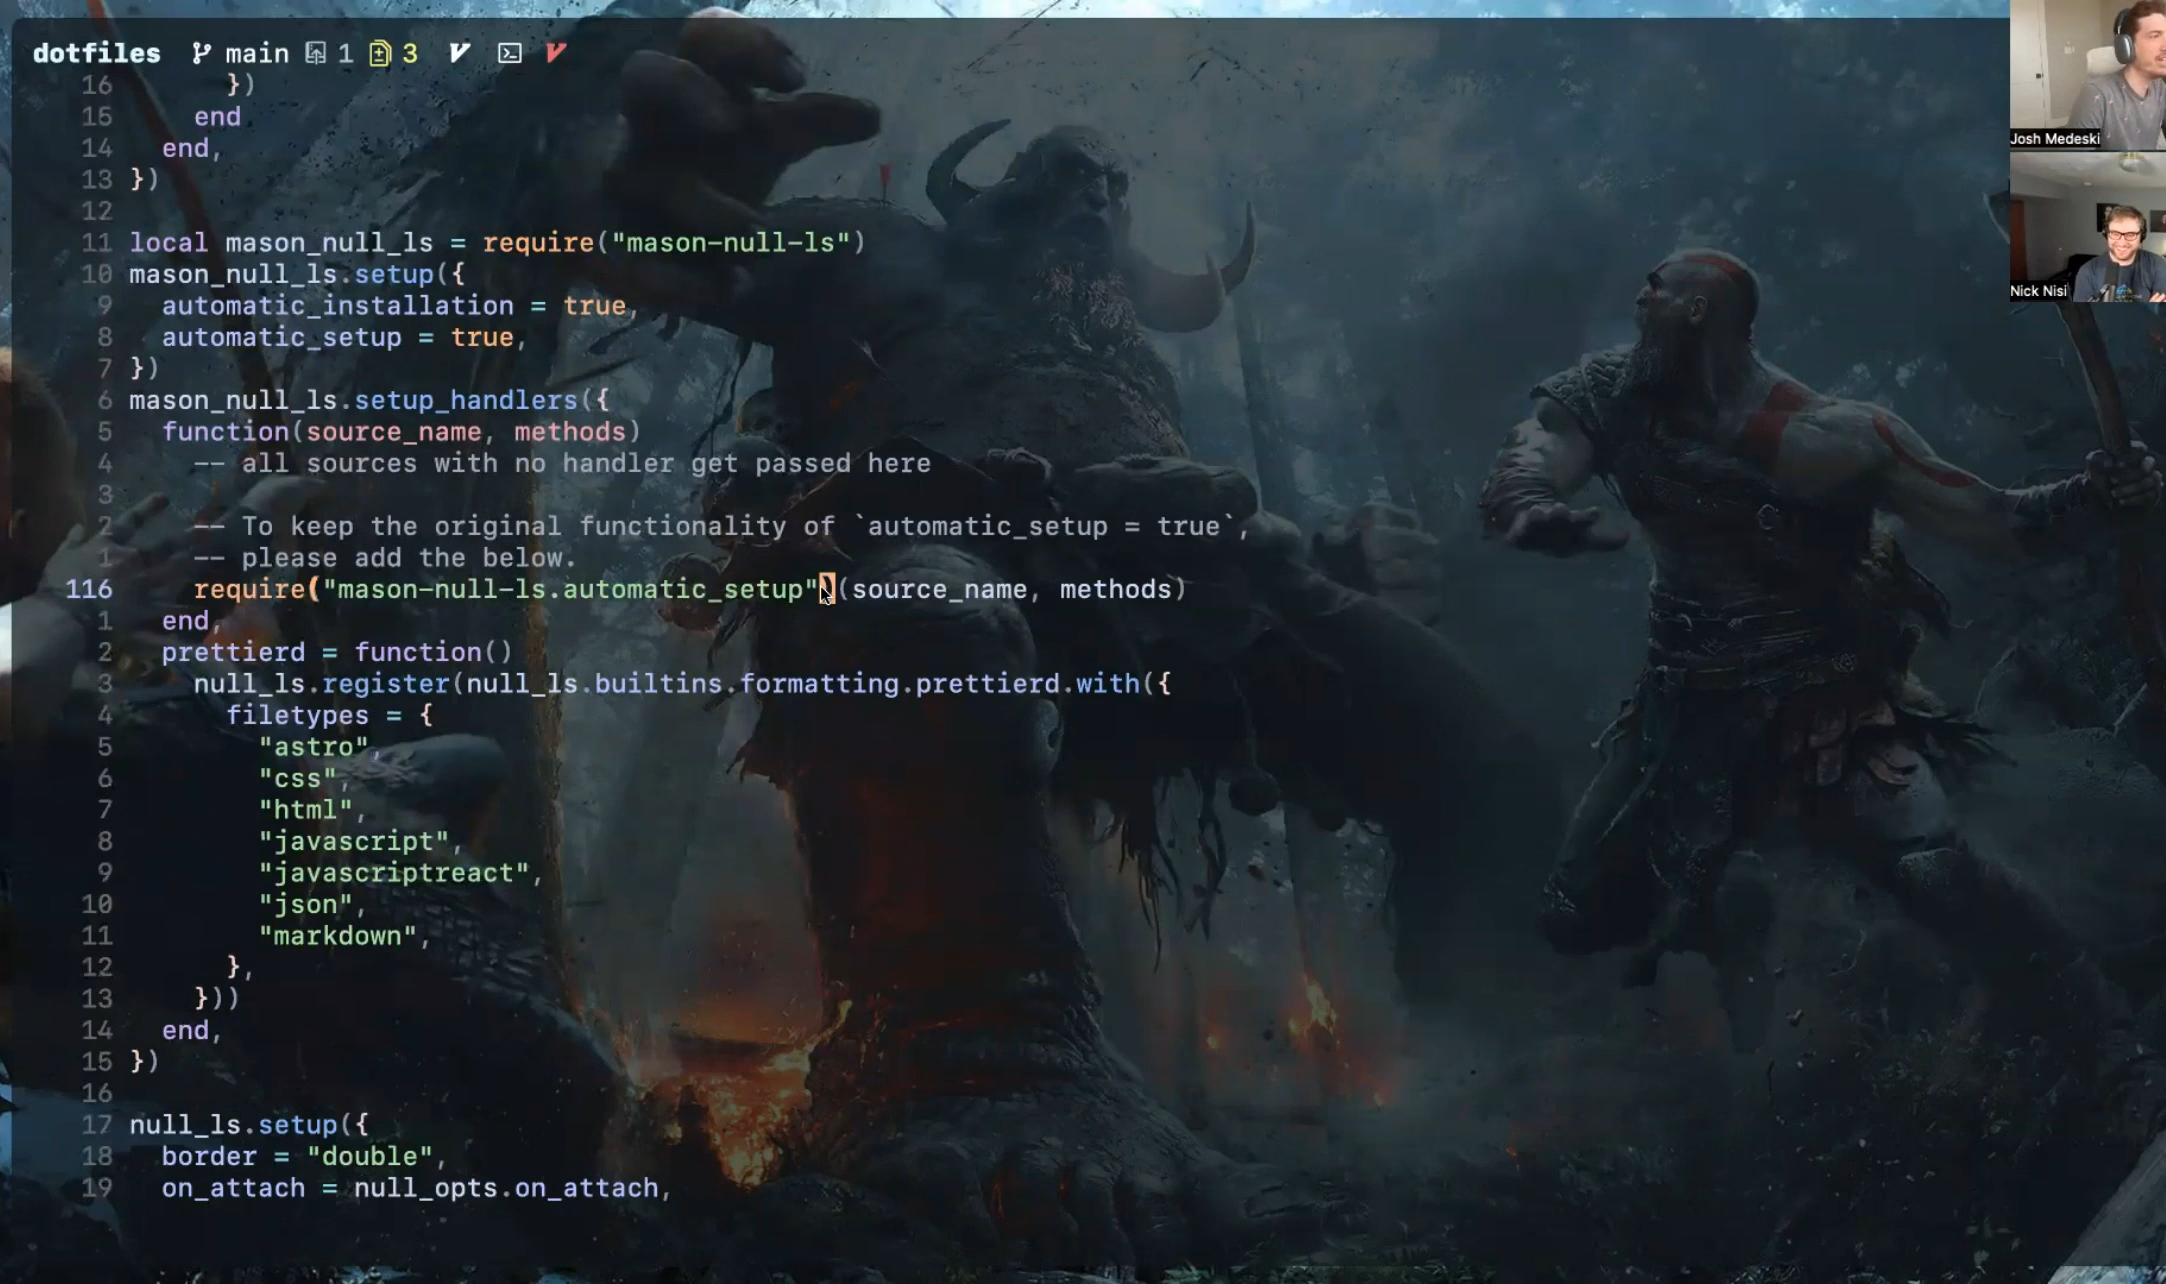 dotfiles main 1 3
16 })
15 end
14 end,
13 })
12
11 local mason_null_ls = require("mason-null-ls")
10 mason_null_ls.setup({
9 automatic_installation = true,
8 automatic_setup = true,
7 })
6 mason_null_ls.setup_handlers({
5 function(source_name, methods)
4 -- all sources with no handler get passed here
3
2 -- To keep the original functionality of `automatic_setup = true`,
1 -- please add the below.
116 require("mason-null-ls.automatic_setup")(source_name, methods)
1 end,
2 prettierd = function()
3 null_ls.register(null_ls.builtins.formatting.prettierd.with({
4 filetypes = {
5 "astro",
6 "css",
7 "html",
8 "javascript",
9 "javascriptreact",
10 "json",
11 "markdown",
12 },
13 }))
14 end,
15 })
16
17 null_ls.setup({
18 border = "double",
19 on_attach = null_opts.on_attach,
Josh Medeski
Nick Nisi